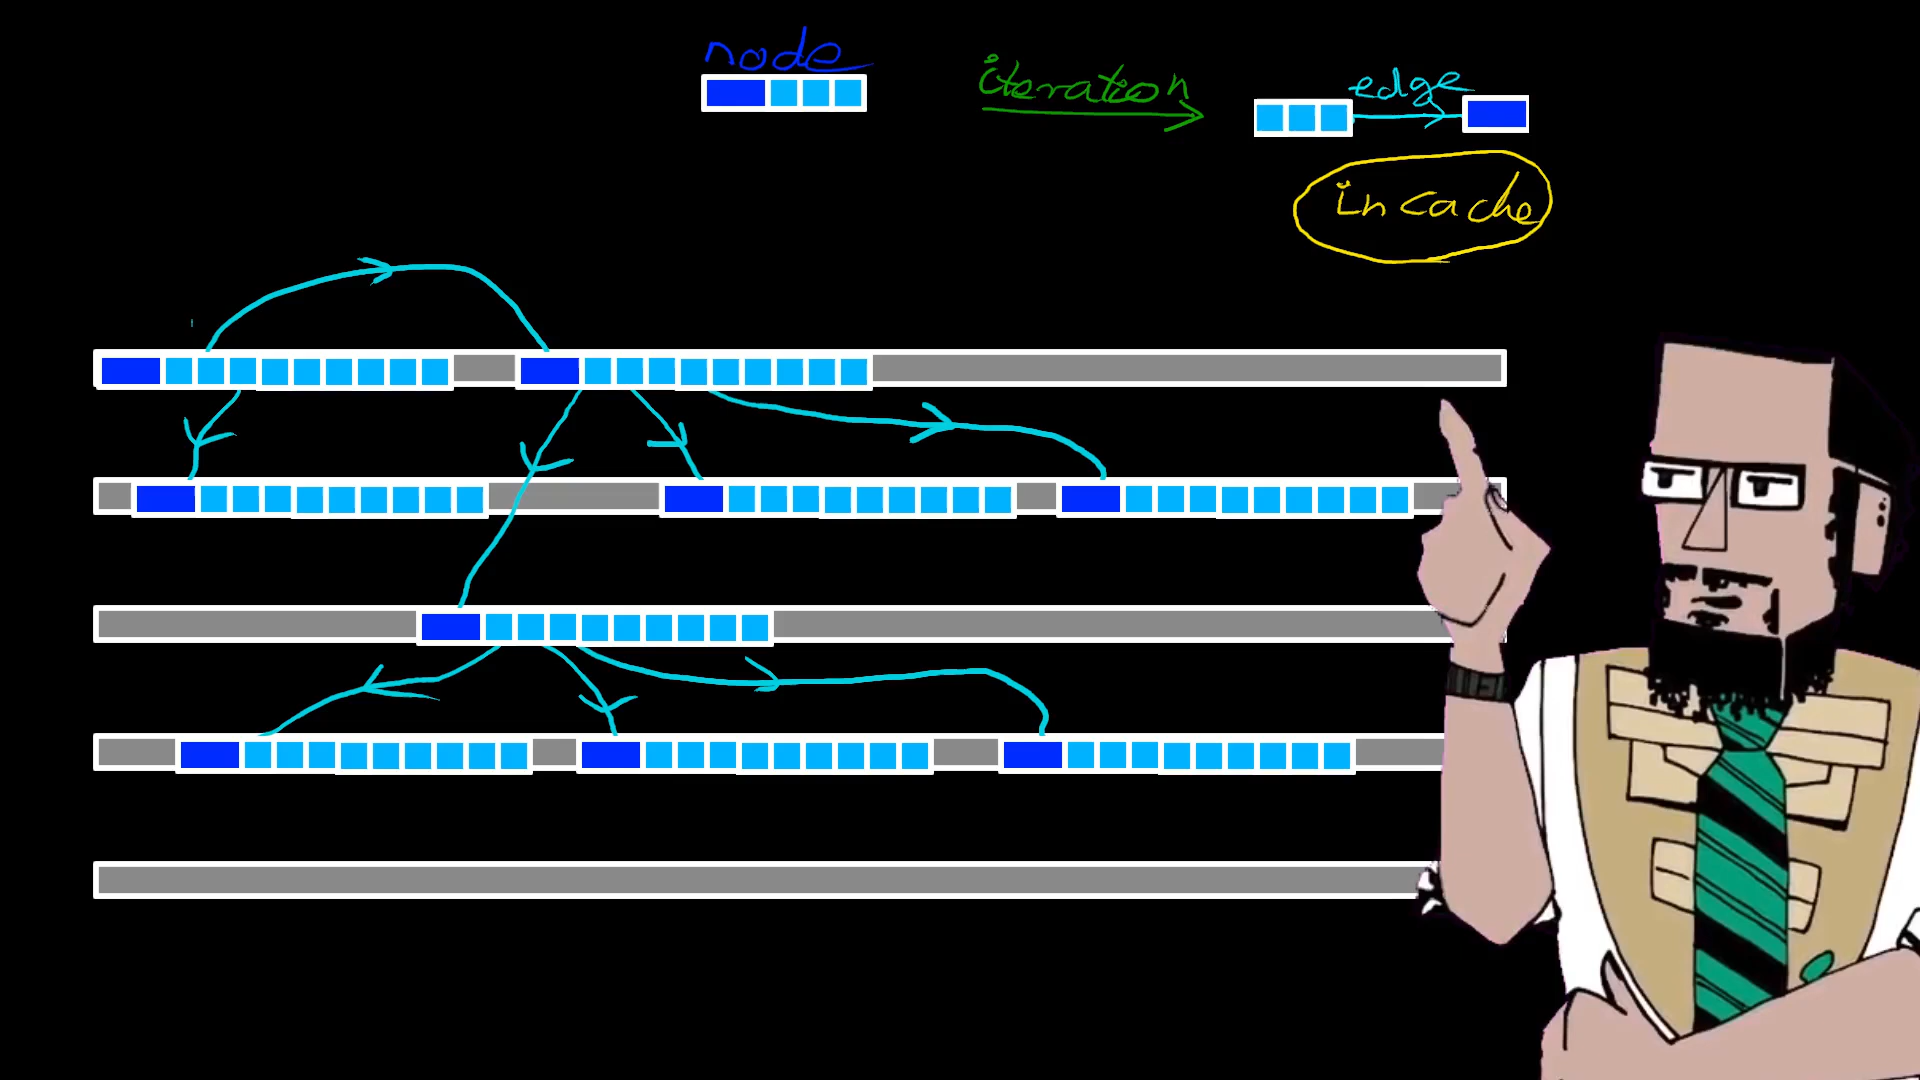 node
iteration
edge
in cache